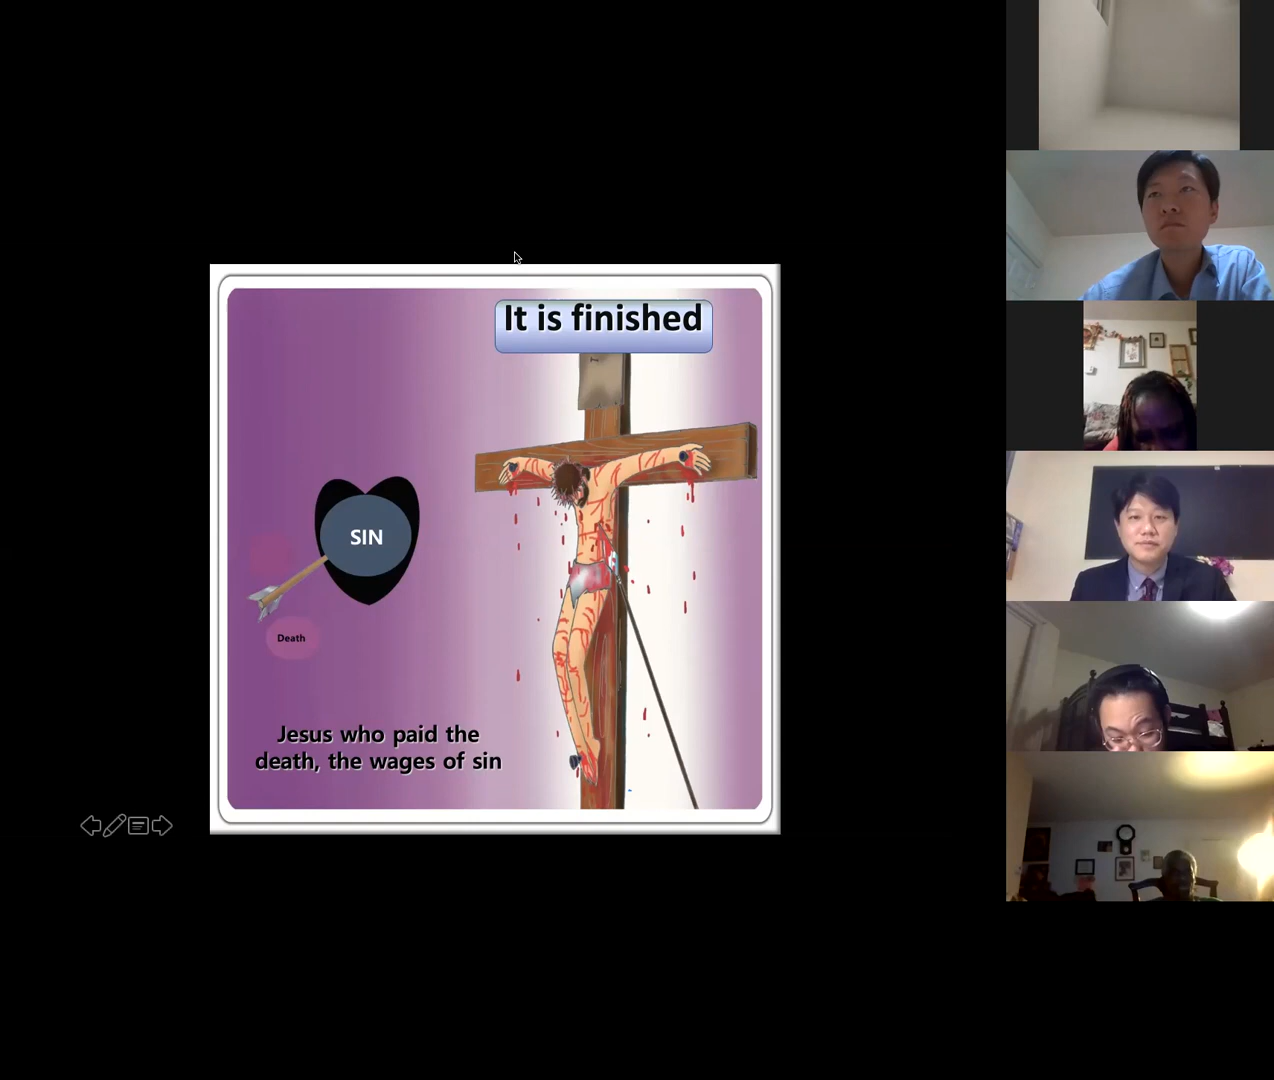 It is finished
SIN
Death
Jesus who paid the
death, the wages of sin